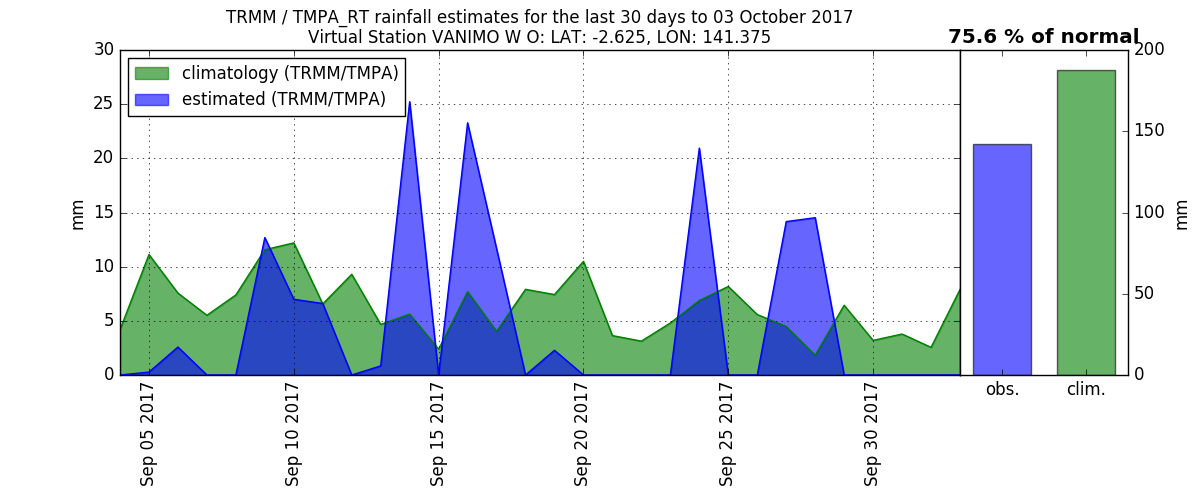 TRMM / TMPA_RT rainfall estimates for the last 30 days to 03 October 2017
Virtual Station VANIMO W O: LAT: -2.625, LON: 141.375
75.6 % of normal
climatology (TRMM/TMPA)
estimated (TRMM/TMPA)
30
25
20
15
10
5
0
mm
Sep 05 2017
Sep 10 2017
Sep 15 2017
Sep 20 2017
Sep 25 2017
Sep 30 2017
200
150
100
50
0
mm
obs.
clim.